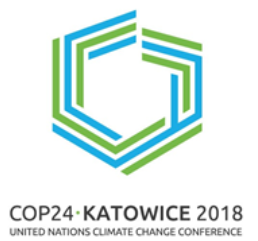 COP24·KATOWICE 2018
UNITED NATIONS CLIMATE CHANGE CONFERENCE